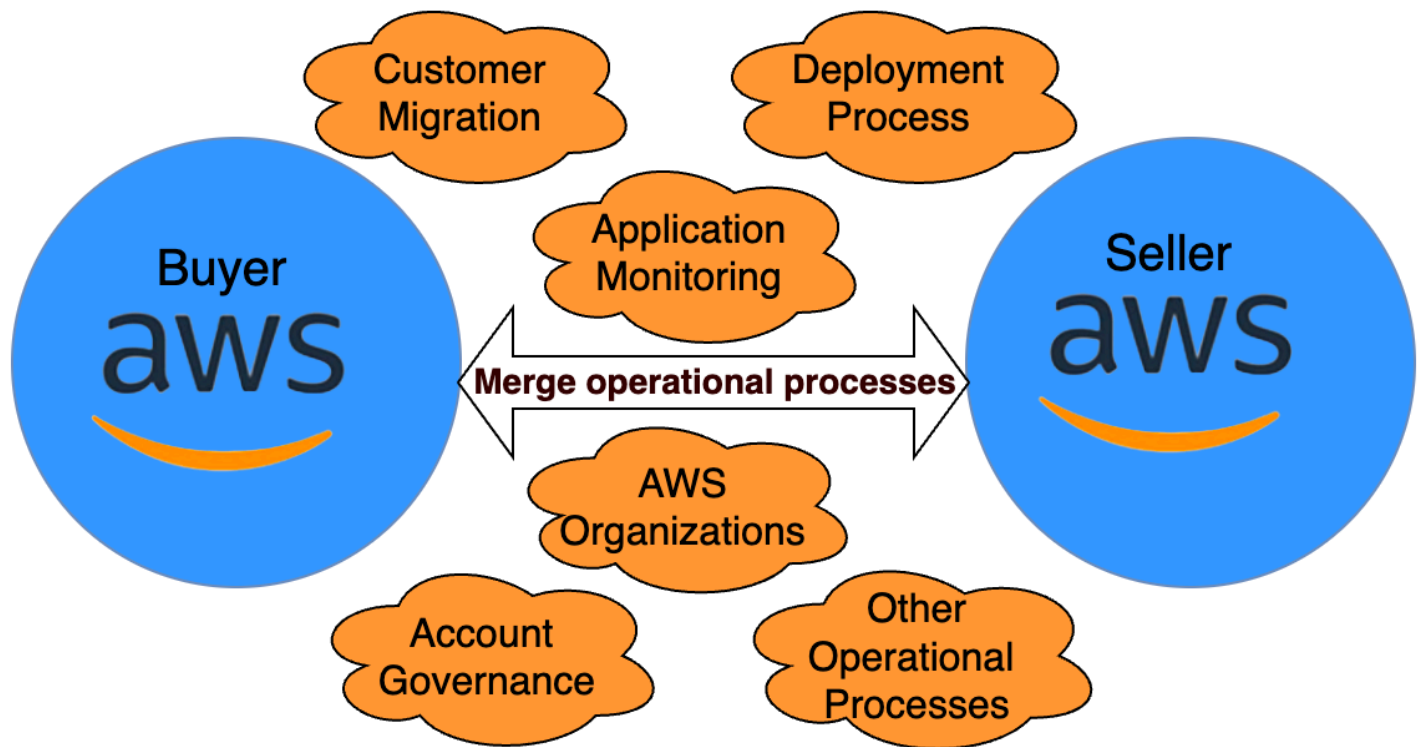 Customer
Migration
Deployment
Process
Application
Monitoring
Buyer
aws
Seller
aws
Merge operational processes
AWS
Organizations
Account
Governance
Other
Operational
Processes